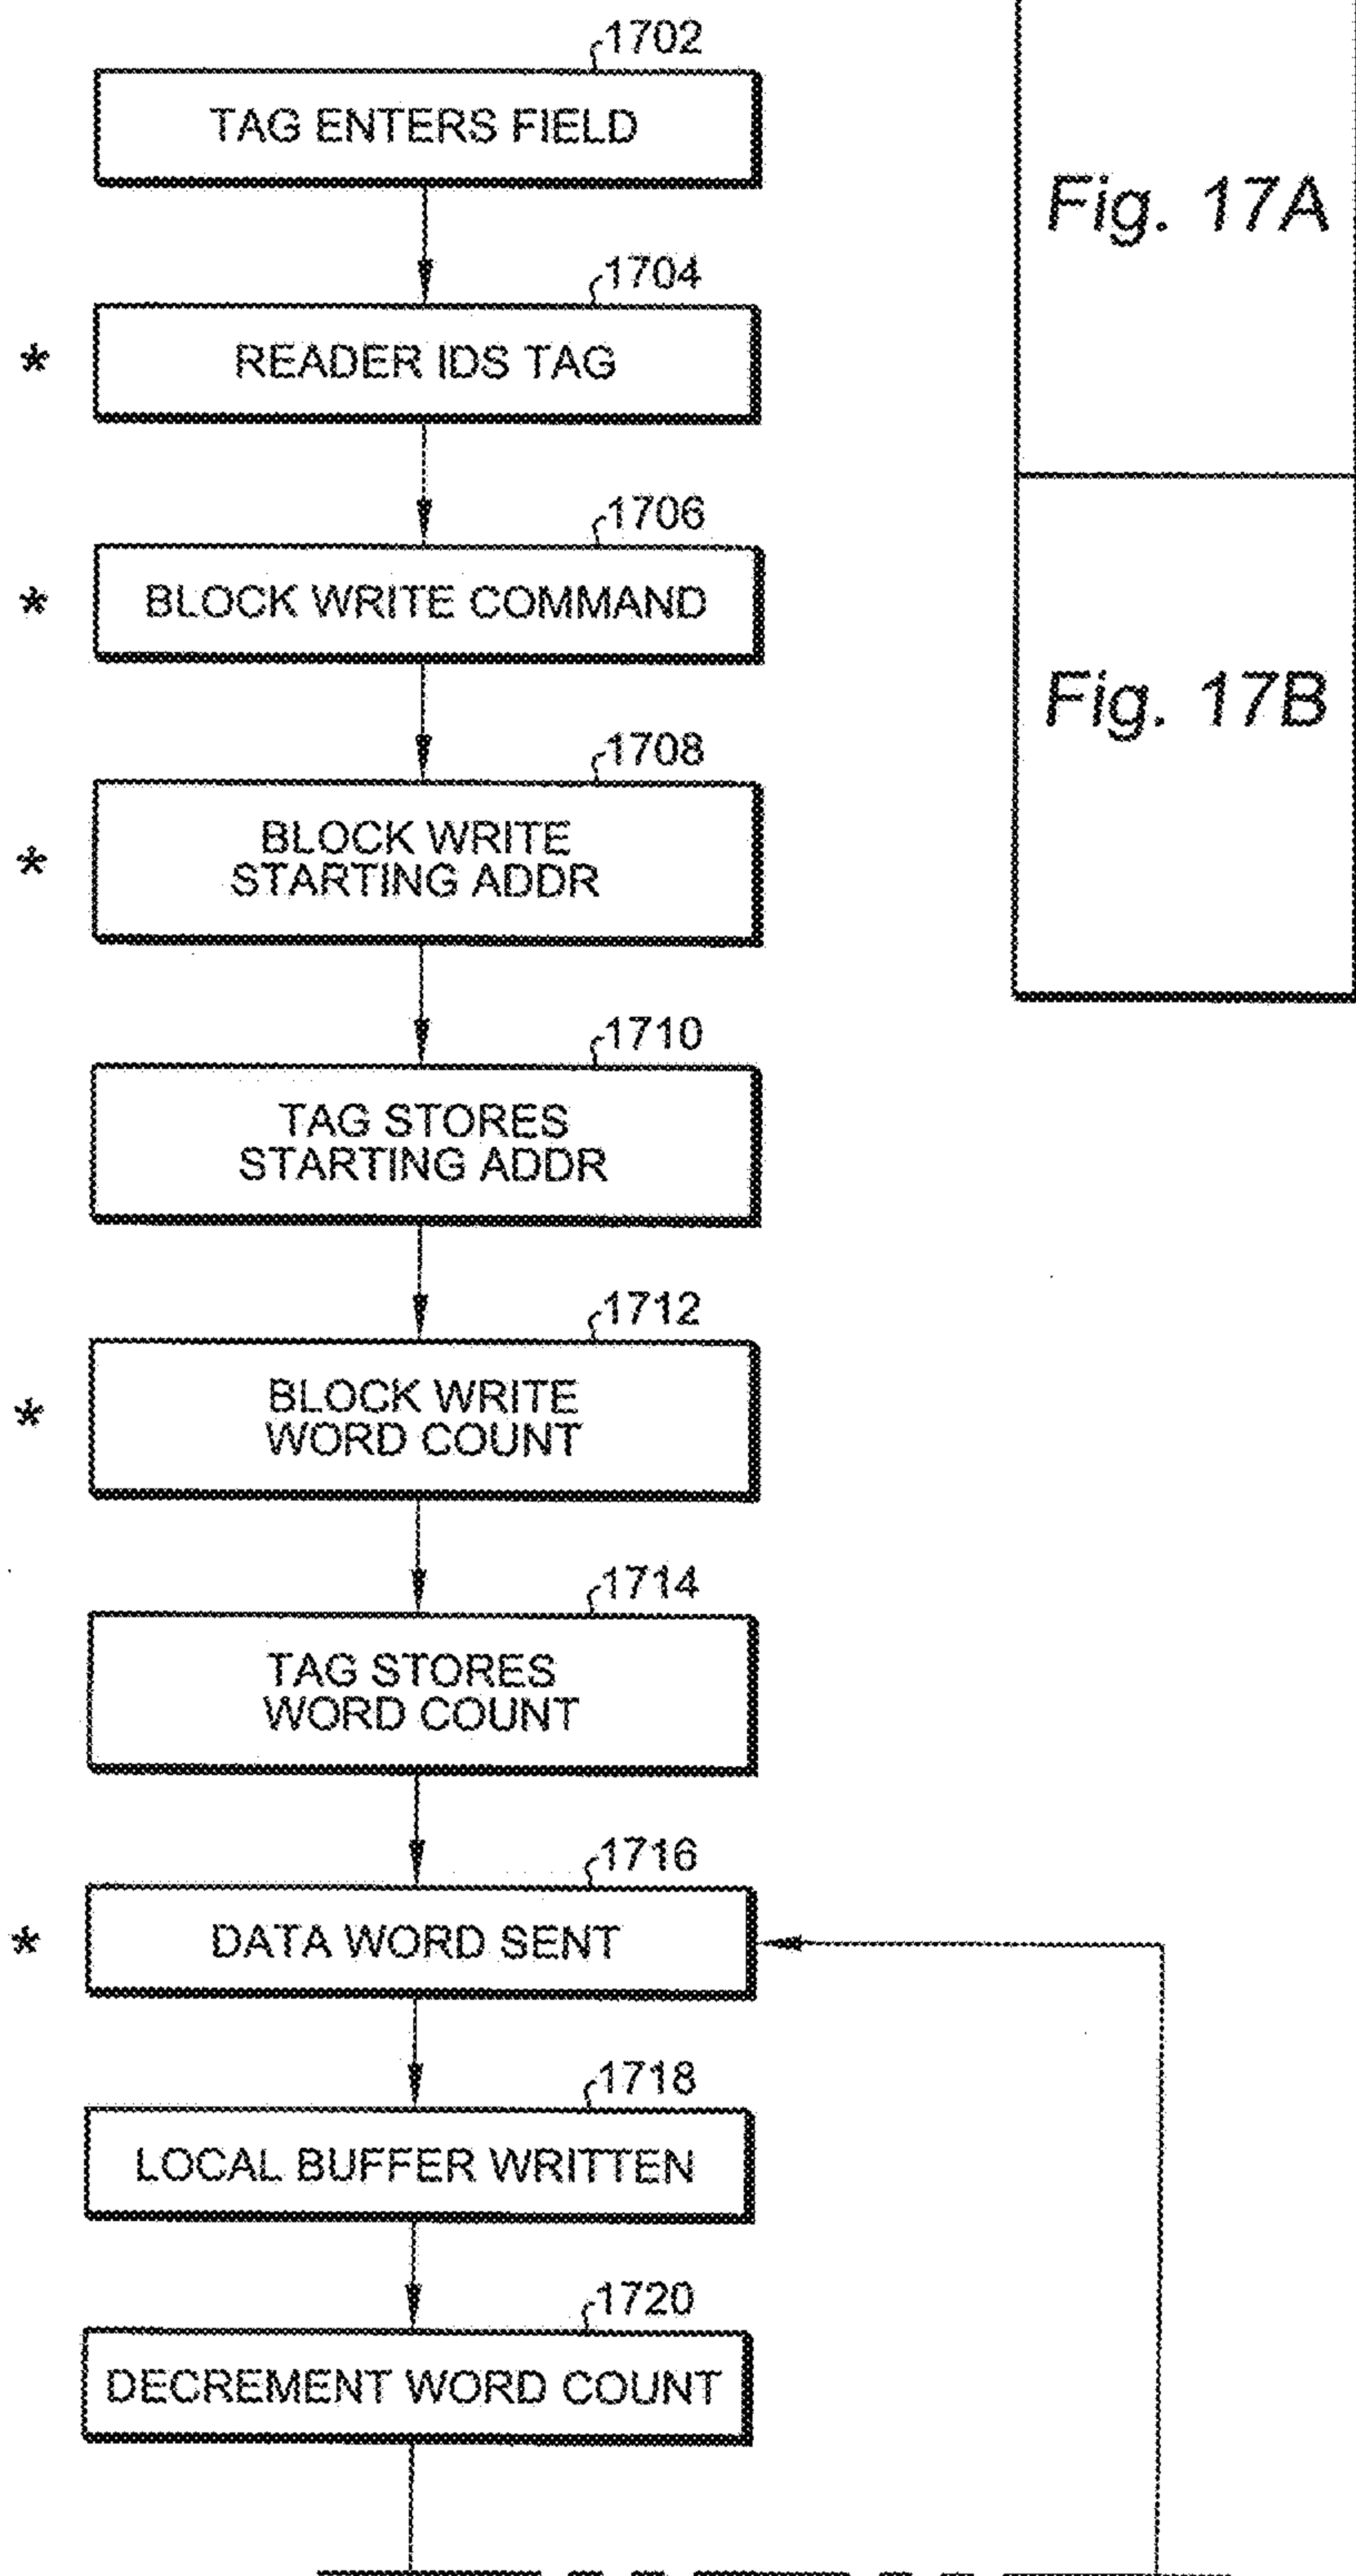 1702
TAG ENTERS FIELD
Fig. 17A
1704
* READER IDS TAG
1706
* BLOCK WRITE COMMAND
Fig. 17B
1708
* BLOCK WRITE
STARTING ADDR
1710
TAG STORES
STARTING ADDR
1712
* BLOCK WRITE
WORD COUNT
1714
TAG STORES
WORD COUNT
1716
* DATA WORD SENT
1718
LOCAL BUFFER WRITTEN
1720
DECREMENT WORD COUNT